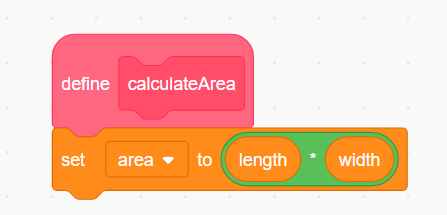 define calculateArea
set area to length * width